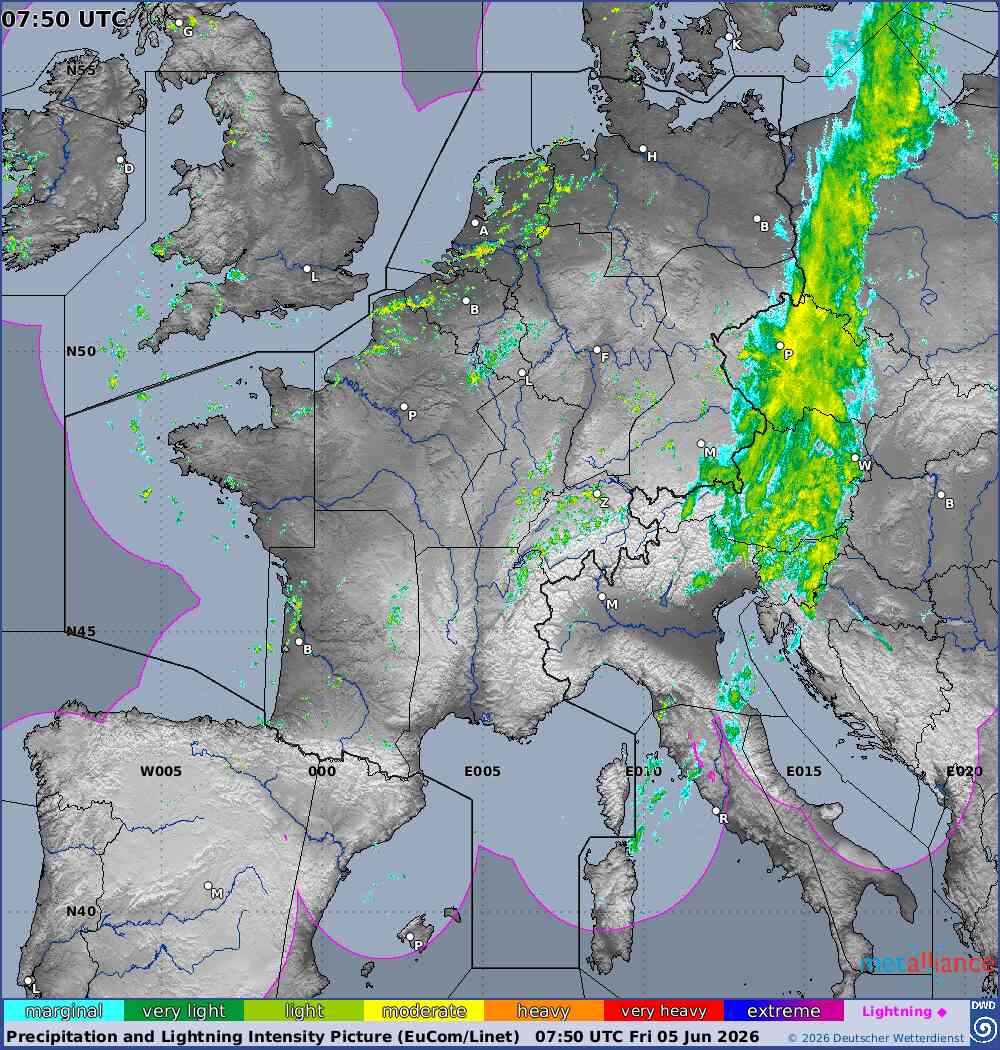 07:50 UTC
G
K
N55
D
H
A
B
L
B
N50
P
F
L
P
M
W
Z
B
M
N45
B
W005
000
E005
E010
E015
E020
R
M
N40
P
L
metalliance
marginal very light light moderate heavy very heavy extreme Lightning ◆
DWD
Precipitation and Lightning Intensity Picture (EuCom/Linet) 07:50 UTC Fri 05 Jun 2026 © 2026 Deutscher Wetterdienst